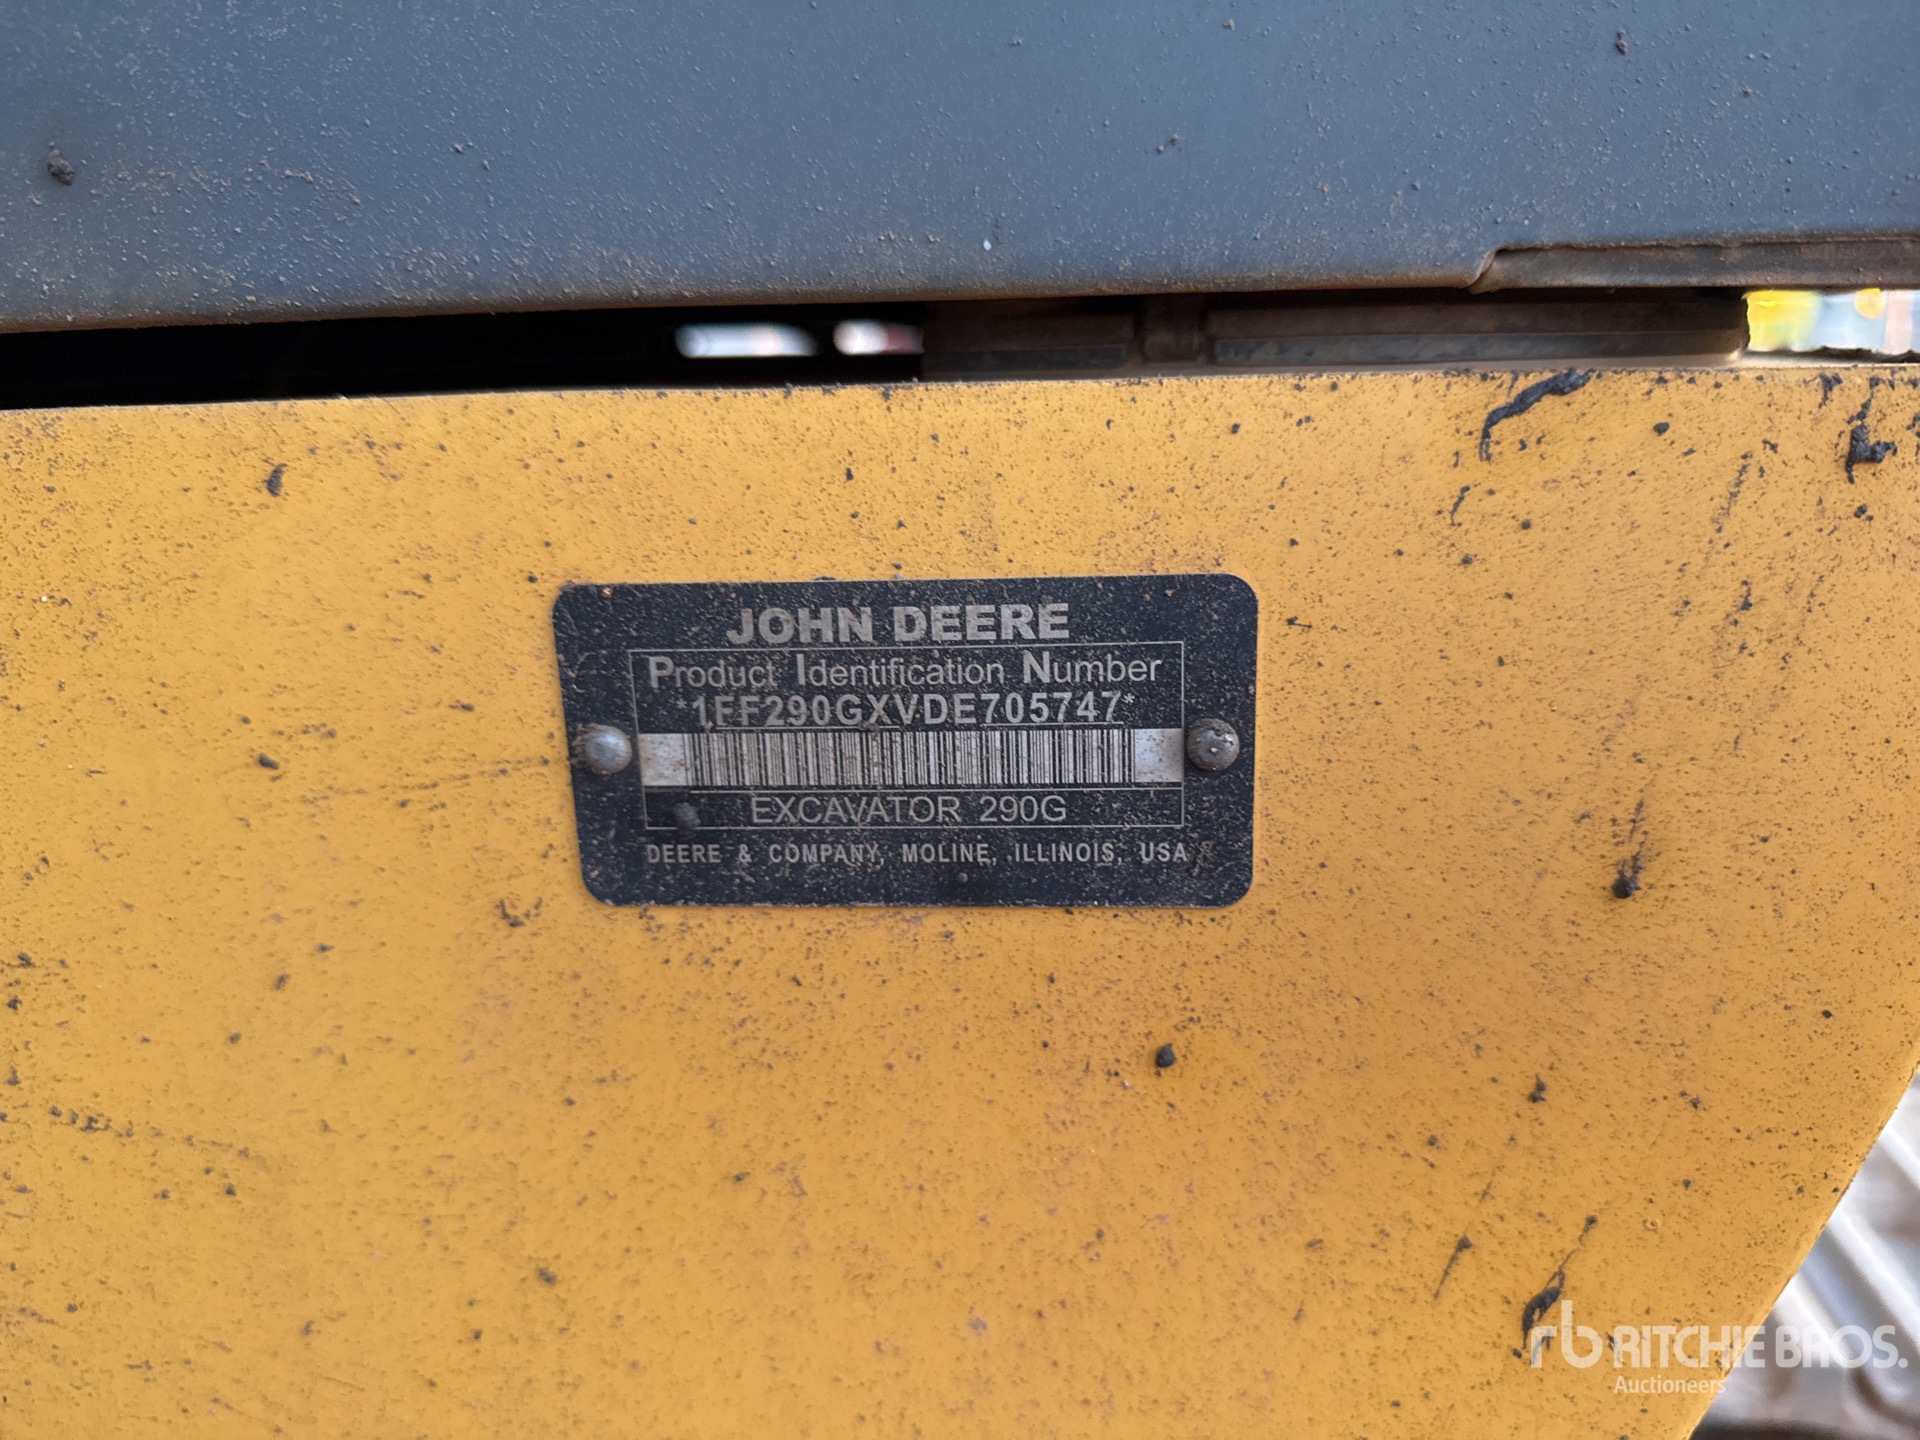 JOHN DEERE
Product Identification Number
*1FF290GXVDE705747*
EXCAVATOR 290G
DEERE & COMPANY, MOLINE, ILLINOIS, USA
rb RITCHIE BROS.
Auctioneers